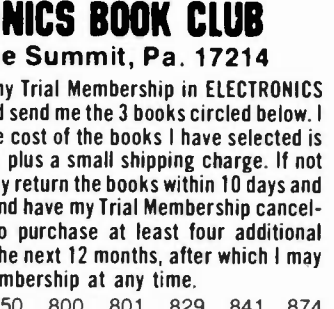 NICS BOOK CLUB
e Summit, Pa. 17214
my Trial Membership in ELECTRONICS
d send me the 3 books circled below. I
e cost of the books I have selected is
plus a small shipping charge. If not
y return the books within 10 days and
nd have my Trial Membership cancel-
o purchase at least four additional
he next 12 months, after which I may
mbership at any time.
50 800 801 829 841 874